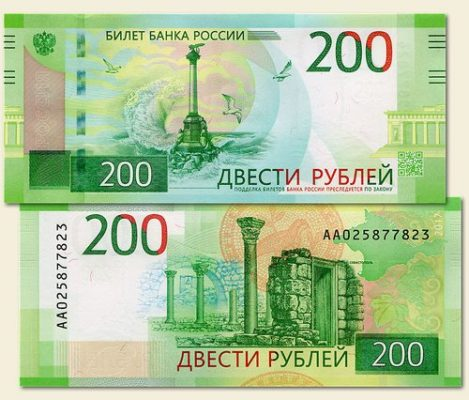 БИЛЕТ БАНКА РОССИИ
200
200
ДВЕСТИ РУБЛЕЙ
ПОДДЕЛКА БИЛЕТОВ БАНКА РОССИИ ПРЕСЛЕДУЕТСЯ ПО ЗАКОНУ
200
АА025877823
АА025877823
2017
ДВЕСТИ РУБЛЕЙ
200